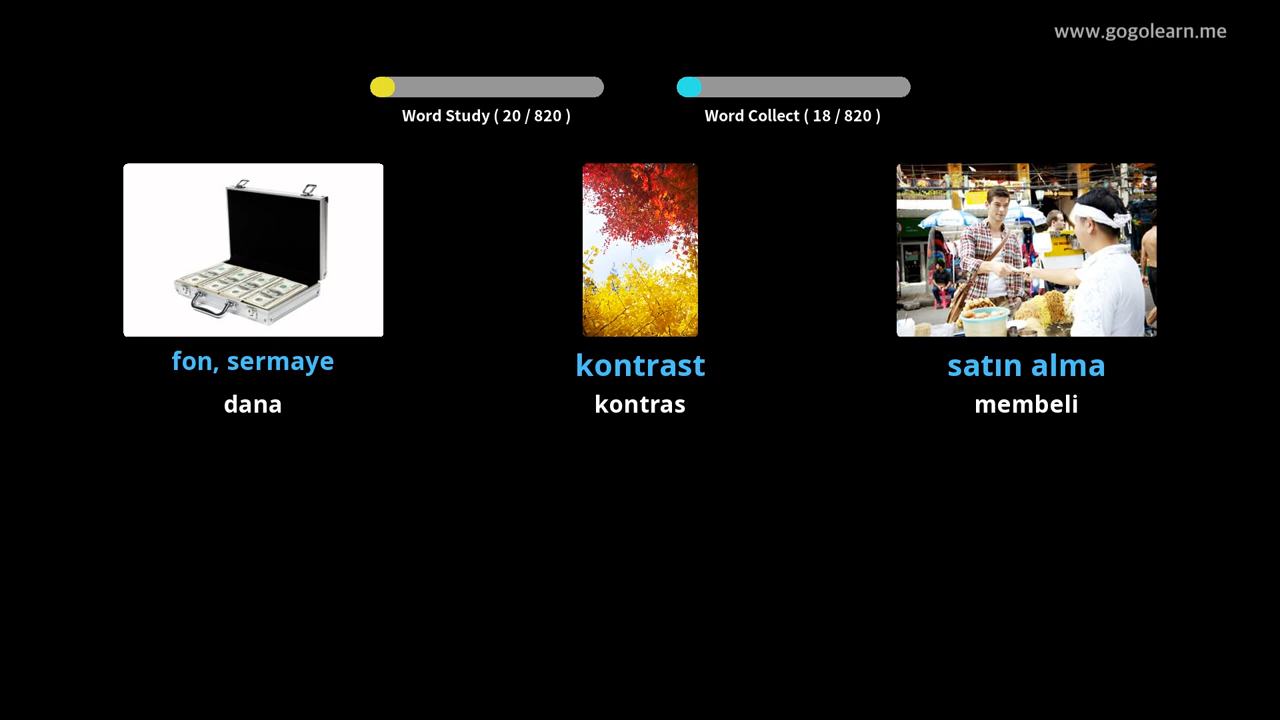 www.gogolearn.me
Word Study ( 20 / 820 )
Word Collect ( 18 / 820 )
fon, sermaye
kontrast
satın alma
dana
kontras
membeli